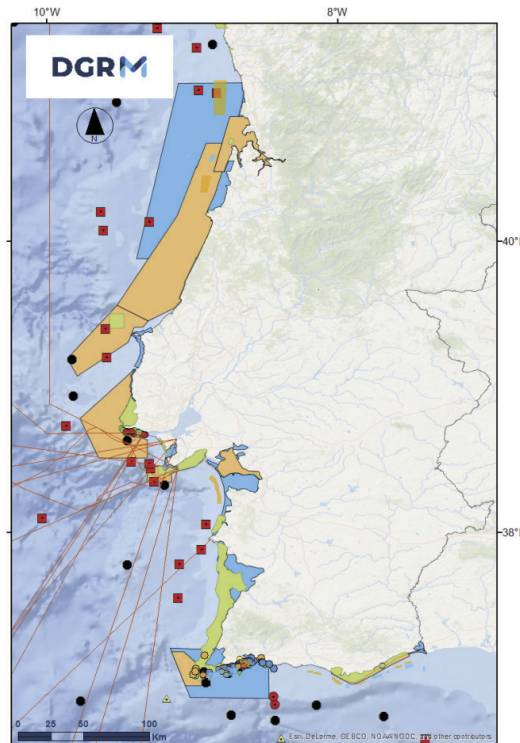 10°W
8°W
DGRM
N
40°N
38°N
0 25 50 100
Km
Esri, DeLorme, GEBCO, NOAA NGDC, and other contributors